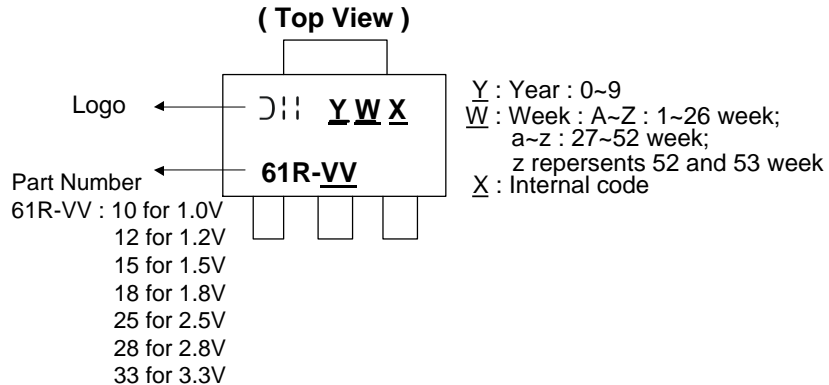 ( Top View )
Logo
Y W X
61R-VV
Y : Year : 0~9
W : Week : A~Z : 1~26 week;
a~z : 27~52 week;
z repersents 52 and 53 week
X : Internal code
Part Number
61R-VV : 10 for 1.0V
12 for 1.2V
15 for 1.5V
18 for 1.8V
25 for 2.5V
28 for 2.8V
33 for 3.3V